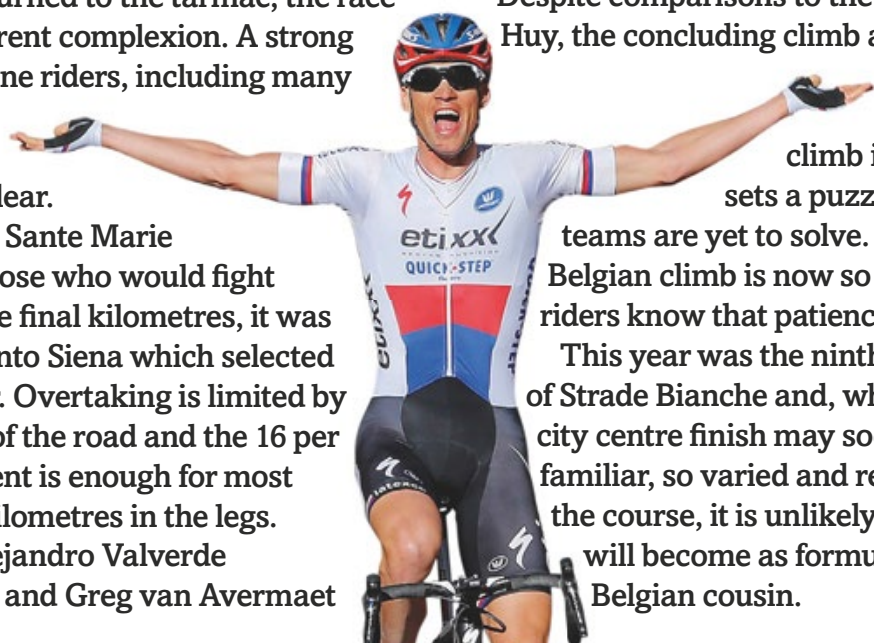 urned to the tarmac, the race
rent complexion. A strong
ne riders, including many
lear.
Sante Marie
ose who would fight
e final kilometres, it was
nto Siena which selected
. Overtaking is limited by
of the road and the 16 per
ent is enough for most
ilometres in the legs.
ejandro Valverde
and Greg van Avermaet
Despite comparisons to the
Huy, the concluding climb a
climb i
sets a puzz
teams are yet to solve.
Belgian climb is now so
riders know that patienc
This year was the ninth
of Strade Bianche and, wh
city centre finish may so
familiar, so varied and re
the course, it is unlikely
will become as formu
Belgian cousin.
etixx
QUICK-STEP
etixx
latexco